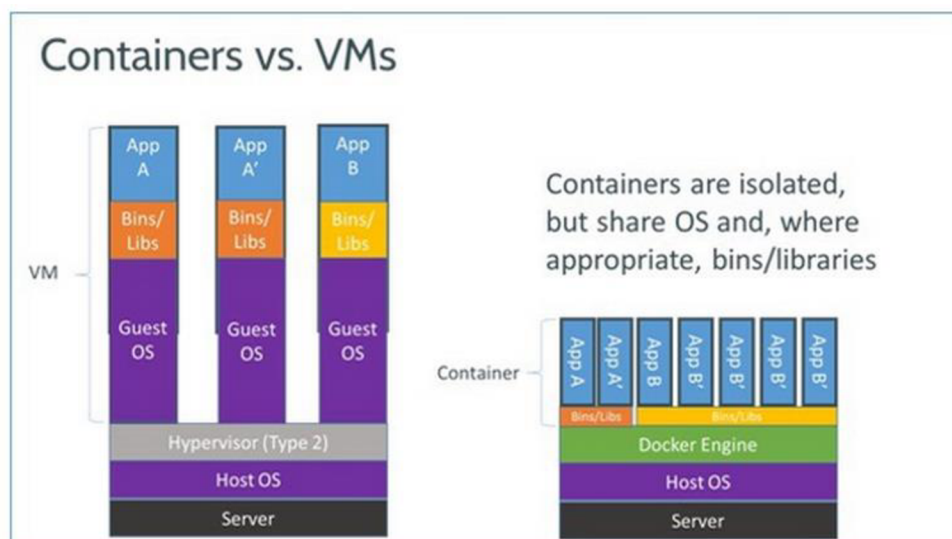 Containers vs. VMs
VM
App
A
App
A'
App
B
Bins/
Libs
Bins/
Libs
Bins/
Libs
Guest
OS
Guest
OS
Guest
OS
Hypervisor (Type 2)
Host OS
Server
Containers are isolated,
but share OS and, where
appropriate, bins/libraries
Container
App A
App A'
App B
App B'
App B'
App B'
App B'
Bins/Libs
Bins/Libs
Docker Engine
Host OS
Server